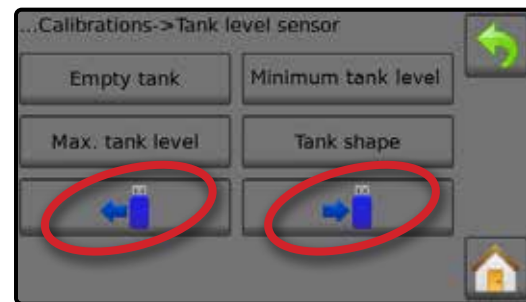 ...Calibrations->Tank level sensor
Empty tank
Minimum tank level
Max. tank level
Tank shape